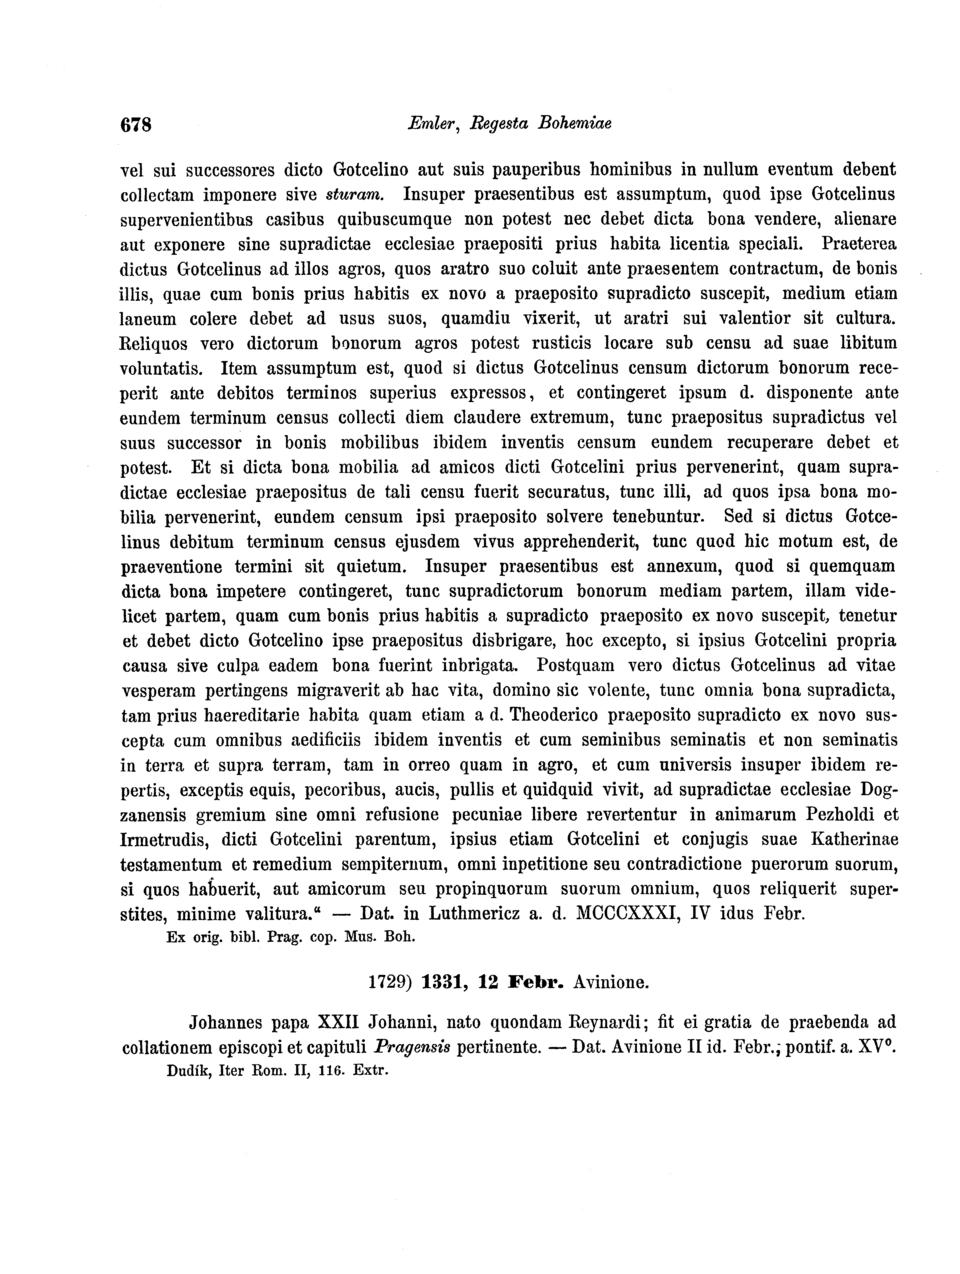 678 Emler, Regesta Bohemiae
vel sui successores dicto Gotcelino aut suis pauperibus hominibus in nullum eventum debent
collectam imponere sive sturam. Insuper praesentibus est assumptum, quod ipse Gotcelinus
supervenientibus casibus quibuscumque non potest nec debet dicta bona vendere, alienare
aut exponere sine supradictae ecclesiae praepositi prius habita licentia speciali. Praeterea
dictus Gotcelinus ad illos agros, quos aratro suo coluit ante praesentem contractum, de bonis
illis, quae cum bonis prius habitis ex novo a praeposito supradicto suscepit, medium etiam
laneum colere debet ad usus suos, quamdiu vixerit, ut aratri sui valentior sit cultura.
Reliquos vero dictorum bonorum agros potest rusticis locare sub censu ad suae libitum
voluntatis. Item assumptum est, quod si dictus Gotcelinus censum dictorum bonorum rece-
perit ante debitos terminos superius expressos, et contingeret ipsum d. disponente ante
eundem terminum census collecti diem claudere extremum, tunc praepositus supradictus vel
suus successor in bonis mobilibus ibidem inventis censum eundem recuperare debet et
potest. Et si dicta bona mobilia ad amicos dicti Gotcelini prius pervenerint, quam supra-
dictae ecclesiae praepositus de tali censu fuerit securatus, tunc illi, ad quos ipsa bona mo-
bilia pervenerint, eundem censum ipsi praeposito solvere tenebuntur. Sed si dictus Gotce-
linus debitum terminum census ejusdem vivus apprehenderit, tunc quod hic motum est, de
praeventione termini sit quietum. Insuper praesentibus est annexum, quod si quemquam
dicta bona impetere contingeret, tunc supradictorum bonorum mediam partem, illam vide-
licet partem, quam cum bonis prius habitis a supradicto praeposito ex novo suscepit, tenetur
et debet dicto Gotcelino ipse praepositus disbrigare, hoc excepto, si ipsius Gotcelini propria
causa sive culpa eadem bona fuerint inbrigata. Postquam vero dictus Gotcelinus ad vitae
vesperam pertingens migraverit ab hac vita, domino sic volente, tunc omnia bona supradicta,
tam prius haereditarie habita quam etiam a d. Theoderico praeposito supradicto ex novo sus-
cepta cum omnibus aedificiis ibidem inventis et cum seminibus seminatis et non seminatis
in terra et supra terram, tam in orreo quam in agro, et cum universis insuper ibidem re-
pertis, exceptis equis, pecoribus, aucis, pullis et quidquid vivit, ad supradictae ecclesiae Dog-
zanensis gremium sine omni refusione pecuniae libere revertentur in animarum Pezholdi et
Irmetrudis, dicti Gotcelini parentum, ipsius etiam Gotcelini et conjugis suae Katherinae
testamentum et remedium sempiternum, omni inpetitione seu contradictione puerorum suorum,
si quos habuerit, aut amicorum seu propinquorum suorum omnium, quos reliquerit super-
stites, minime valitura.“ — Dat. in Luthmericz a. d. MCCCXXXI, IV idus Febr.
Ex orig. bibl. Prag. cop. Mus. Boh.
1729) 1331, 12 Febr. Avinione.
Johannes papa XXII Johanni, nato quondam Reynardi; fit ei gratia de praebenda ad
collationem episcopi et capituli Pragensis pertinente. — Dat. Avinione II id. Febr.; pontif. a. XV⁰.
Dudík, Iter Rom. II, 116. Extr.